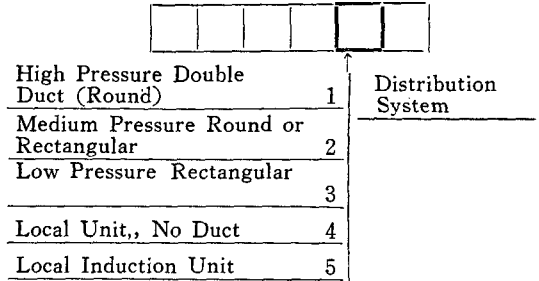 High Pressure Double
Duct (Round) 1
Distribution
System
Medium Pressure Round or
Rectangular 2
Low Pressure Rectangular
3
Local Unit,, No Duct 4
Local Induction Unit 5